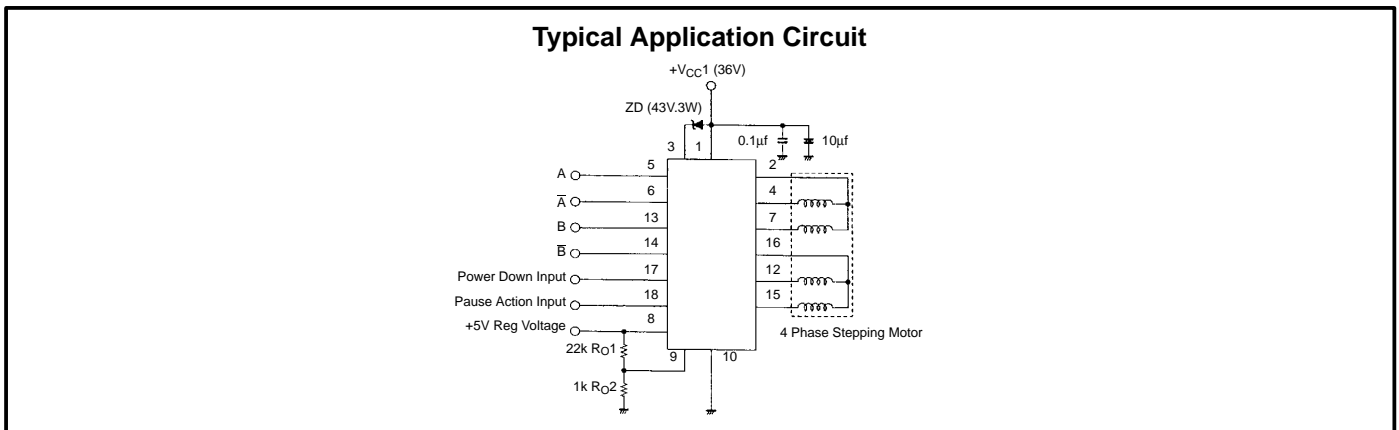 Typical Application Circuit
+VCC1 (36V)
ZD (43V.3W)
0.1µf
10µf
3
1
A
5
2
A̅
6
4
B
13
7
B̅
14
16
Power Down Input
17
12
Pause Action Input
18
15
+5V Reg Voltage
8
4 Phase Stepping Motor
22k RO1
9
10
1k RO2